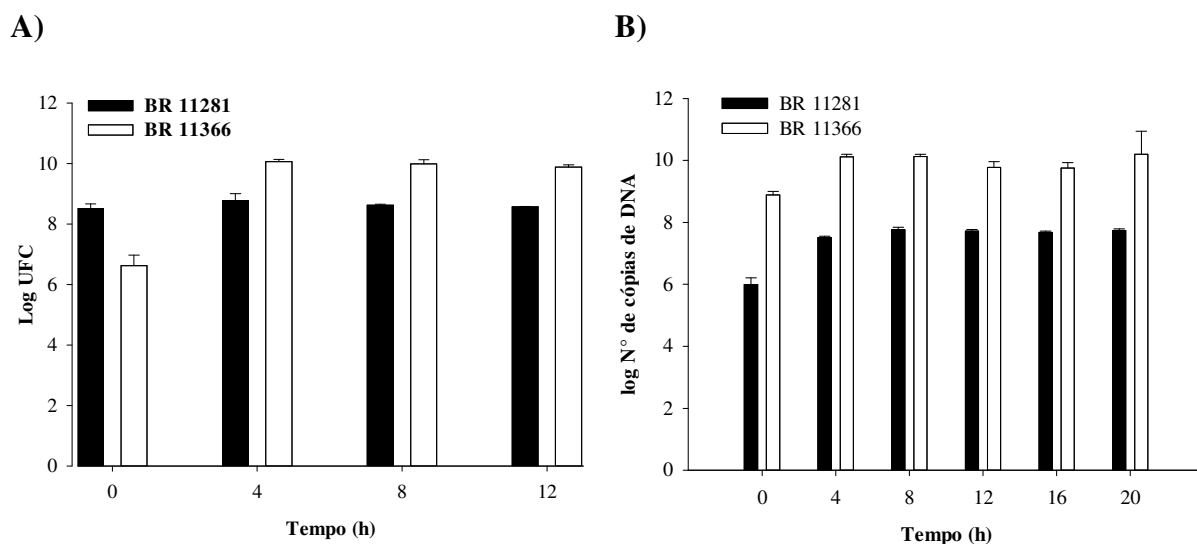 A)
BR 11281
BR 11366
12
10
8
6
4
2
0
Log UFC
0 4 8 12
Tempo (h)
B)
BR 11281
BR 11366
12
10
8
6
4
2
0
log N° de cópias de DNA
0 4 8 12 16 20
Tempo (h)